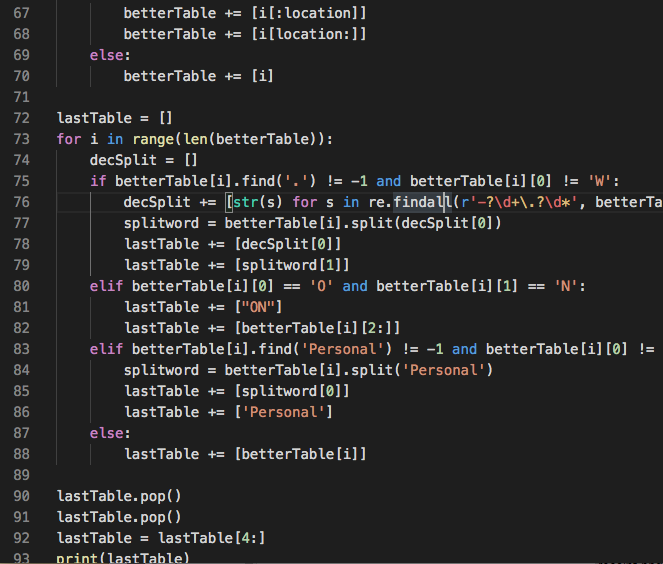 67 betterTable += [i[:location]]
68 betterTable += [i[location:]]
69 else:
70 betterTable += [i]
71
72 lastTable = []
73 for i in range(len(betterTable)):
74 decSplit = []
75 if betterTable[i].find('.') != -1 and betterTable[i][0] != 'W':
76 decSplit += [str(s) for s in re.findall(r'-?\d+\.?\d*', betterTa
77 splitword = betterTable[i].split(decSplit[0])
78 lastTable += [decSplit[0]]
79 lastTable += [splitword[1]]
80 elif betterTable[i][0] == 'O' and betterTable[i][1] == 'N':
81 lastTable += ["ON"]
82 lastTable += [betterTable[i][2:]]
83 elif betterTable[i].find('Personal') != -1 and betterTable[i][0] !=
84 splitword = betterTable[i].split('Personal')
85 lastTable += [splitword[0]]
86 lastTable += ['Personal']
87 else:
88 lastTable += [betterTable[i]]
89
90 lastTable.pop()
91 lastTable.pop()
92 lastTable = lastTable[4:]
93 print(lastTable)